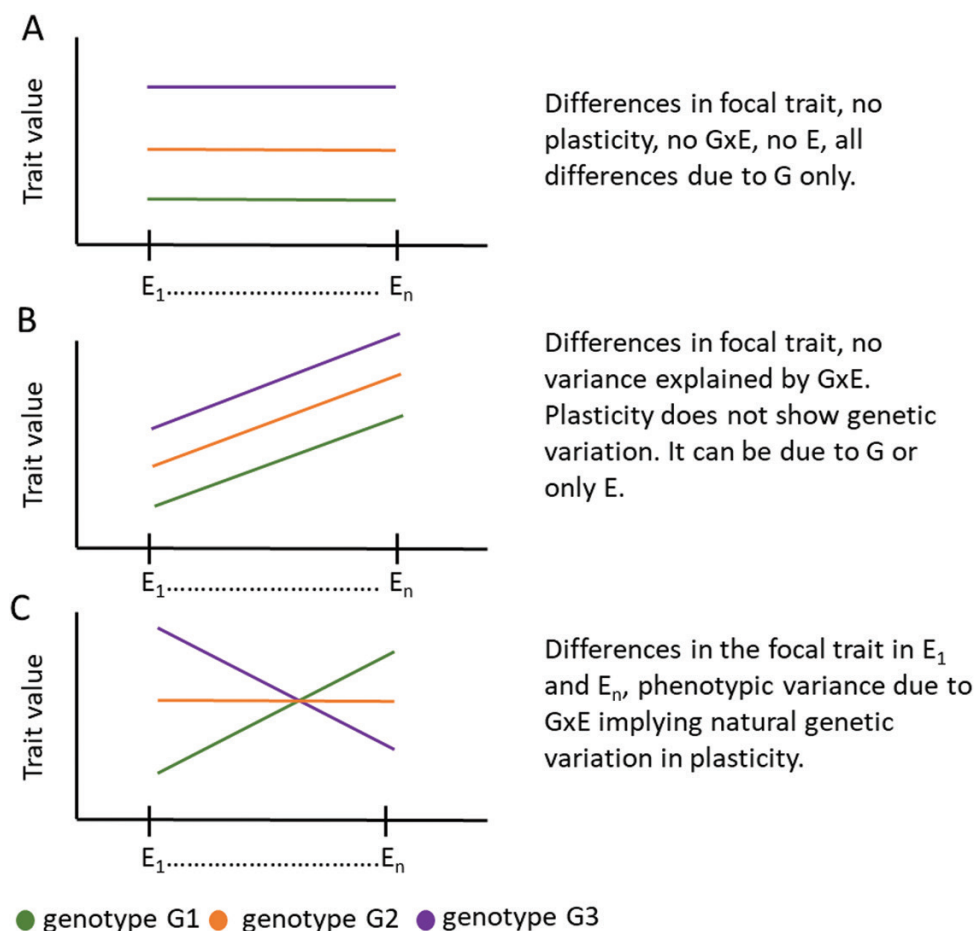 A
Trait value
Differences in focal trait, no
plasticity, no GxE, no E, all
differences due to G only.
E₁................................ Eₙ
B
Trait value
Differences in focal trait, no
variance explained by GxE.
Plasticity does not show genetic
variation. It can be due to G or
only E.
E₁................................ Eₙ
C
Trait value
Differences in the focal trait in E₁
and Eₙ, phenotypic variance due to
GxE implying natural genetic
variation in plasticity.
E₁................................Eₙ
genotype G1 genotype G2 genotype G3